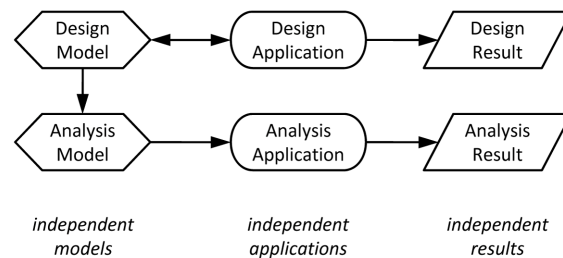 Design
Model
Design
Application
Design
Result
Analysis
Model
Analysis
Application
Analysis
Result
independent
models
independent
applications
independent
results